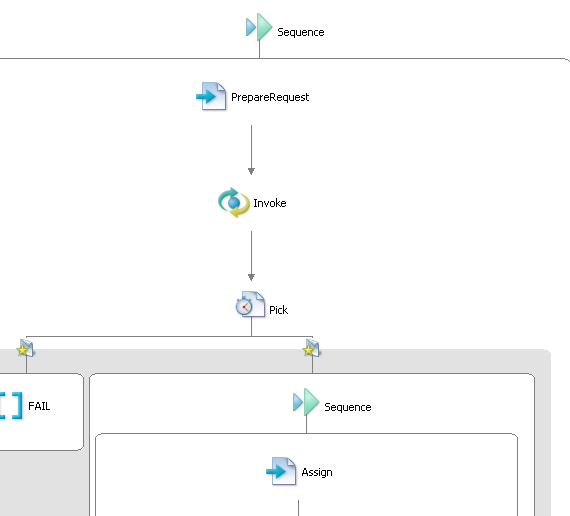 Sequence
PrepareRequest
Invoke
Pick
FAIL
Sequence
Assign